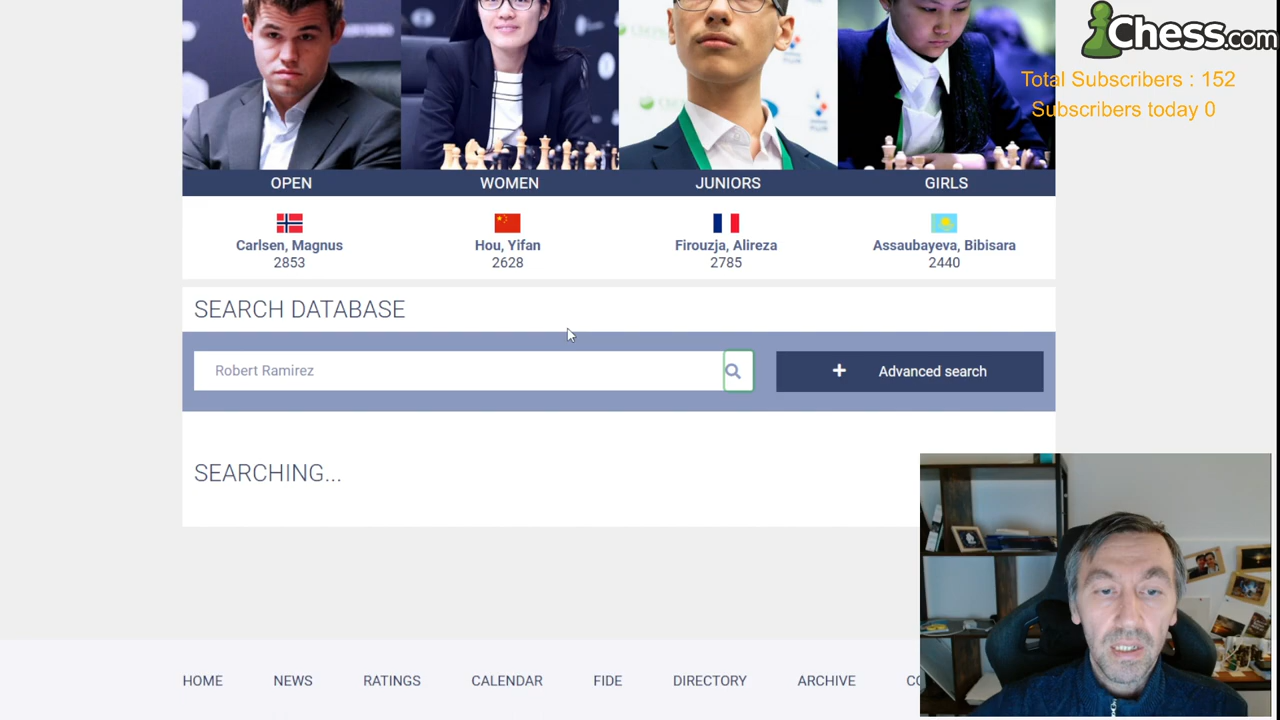 Chess.com
Total Subscribers : 152
Subscribers today 0
OPEN
WOMEN
JUNIORS
GIRLS
Carlsen, Magnus
2853
Hou, Yifan
2628
Firouzja, Alireza
2785
Assaubayeva, Bibisara
2440
SEARCH DATABASE
Robert Ramirez
Advanced search
SEARCHING...
HOME
NEWS
RATINGS
CALENDAR
FIDE
DIRECTORY
ARCHIVE